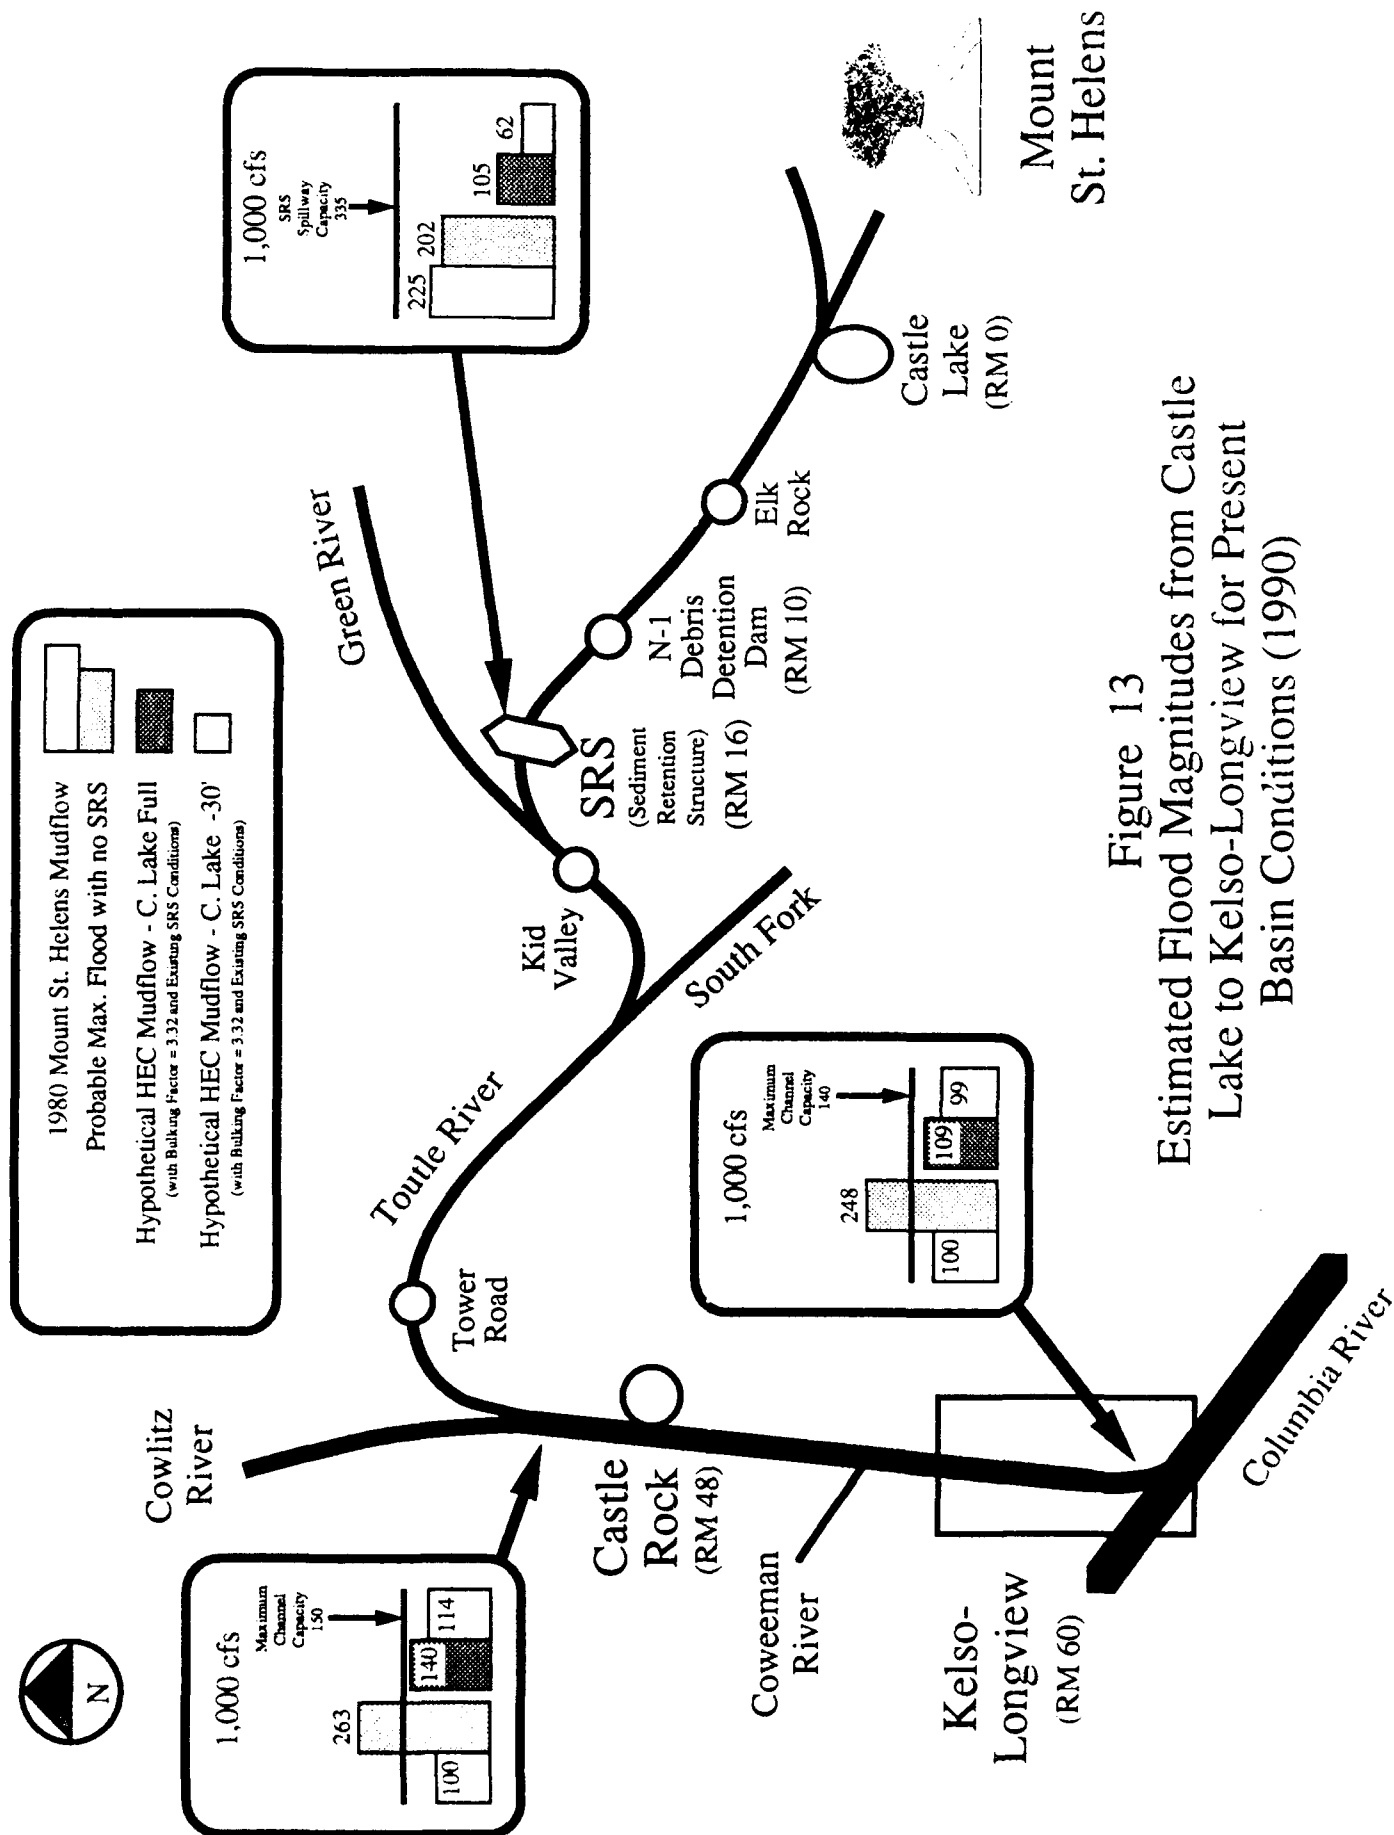 N
1980 Mount St. Helens Mudflow
Probable Max. Flood with no SRS
Hypothetical HEC Mudflow - C. Lake Full
(with Bulking Factor = 3.32 and Existing SRS Conditions)
Hypothetical HEC Mudflow - C. Lake -30'
(with Bulking Factor = 3.32 and Existing SRS Conditions)
1,000 cfs
SRS
Spillway
Capacity
335
225
202
105
62
Cowlitz
River
1,000 cfs
Maximum
Channel
Capacity
150
100
263
140
114
Green River
Toutle River
Tower
Road
Kid
Valley
SRS
(Sediment
Retention
Structure)
(RM 16)
N-1
Debris
Detention
Dam
(RM 10)
Elk
Rock
Castle
Lake
(RM 0)
Mount
St. Helens
South Fork
Castle
Rock
(RM 48)
Coweeman
River
1,000 cfs
Maximum
Channel
Capacity
140
100
248
109
99
Kelso-
Longview
(RM 60)
Columbia River
Figure 13
Estimated Flood Magnitudes from Castle
Lake to Kelso-Longview for Present
Basin Conditions (1990)